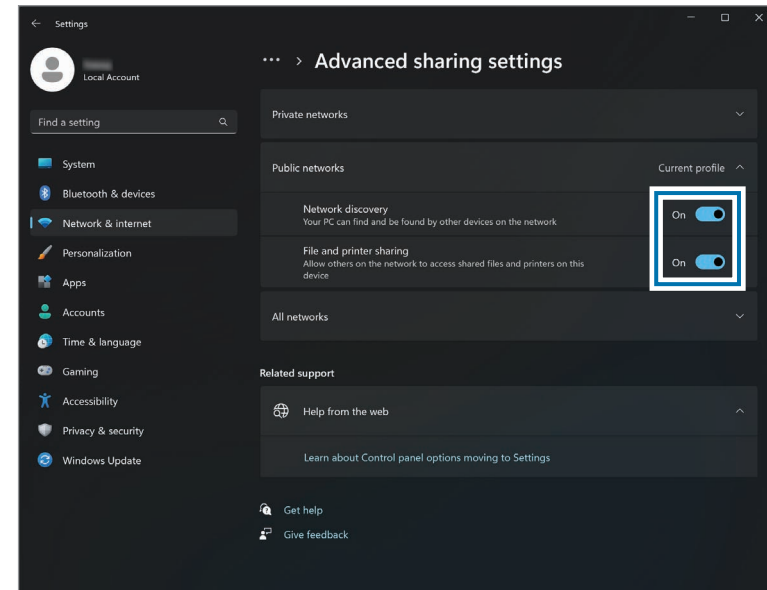 Settings
Local Account
Find a setting
System
Bluetooth & devices
Network & internet
Personalization
Apps
Accounts
Time & language
Gaming
Accessibility
Privacy & security
Windows Update
··· > Advanced sharing settings
Private networks
Public networks Current profile
Network discovery
Your PC can find and be found by other devices on the network
On
File and printer sharing
Allow others on the network to access shared files and printers on this
device
On
All networks
Related support
Help from the web
Learn about Control panel options moving to Settings
Get help
Give feedback